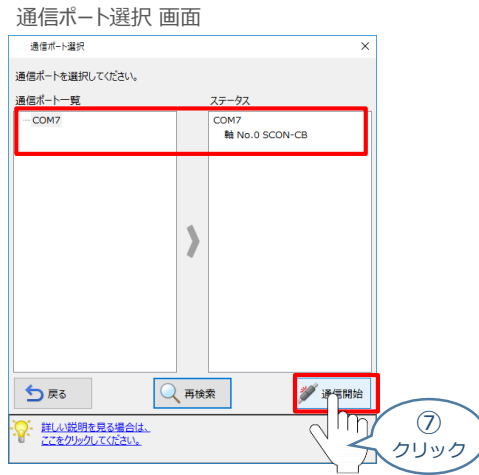 通信ポート選択 画面
通信ポート選択
通信ポートを選択してください。
通信ポート一覧 ステータス
COM7 COM7
軸 No.0 SCON-CB
戻る 再検索 通信開始
詳しい説明を見る場合は、
ここをクリックしてください。
⑦
クリック